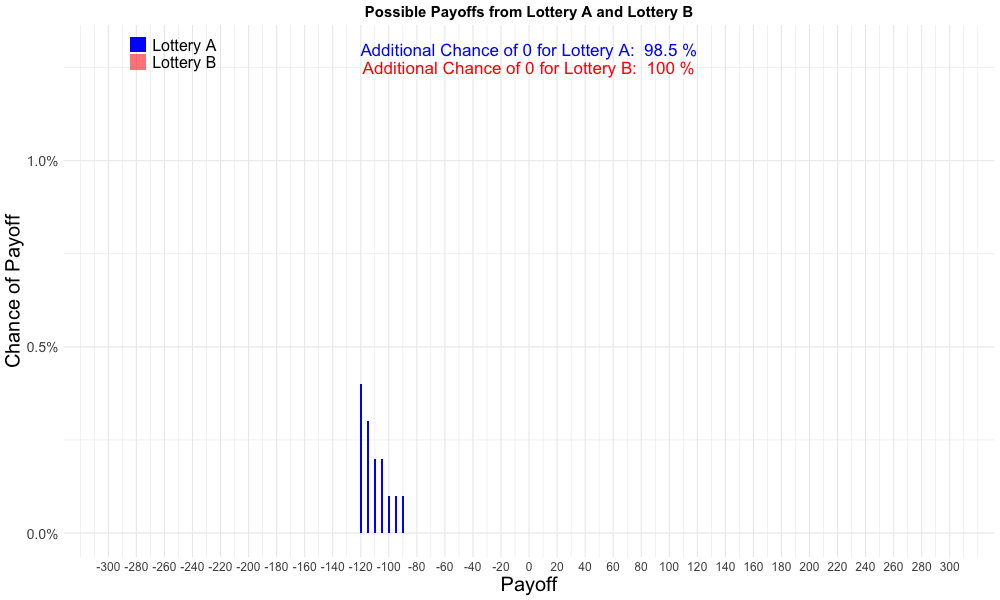 Possible Payoffs from Lottery A and Lottery B
Lottery A
Lottery B
Additional Chance of 0 for Lottery A: 98.5 %
Additional Chance of 0 for Lottery B: 100 %
Chance of Payoff
1.0%
0.5%
0.0%
-300 -280 -260 -240 -220 -200 -180 -160 -140 -120 -100 -80 -60 -40 -20 0 20 40 60 80 100 120 140 160 180 200 220 240 260 280 300
Payoff